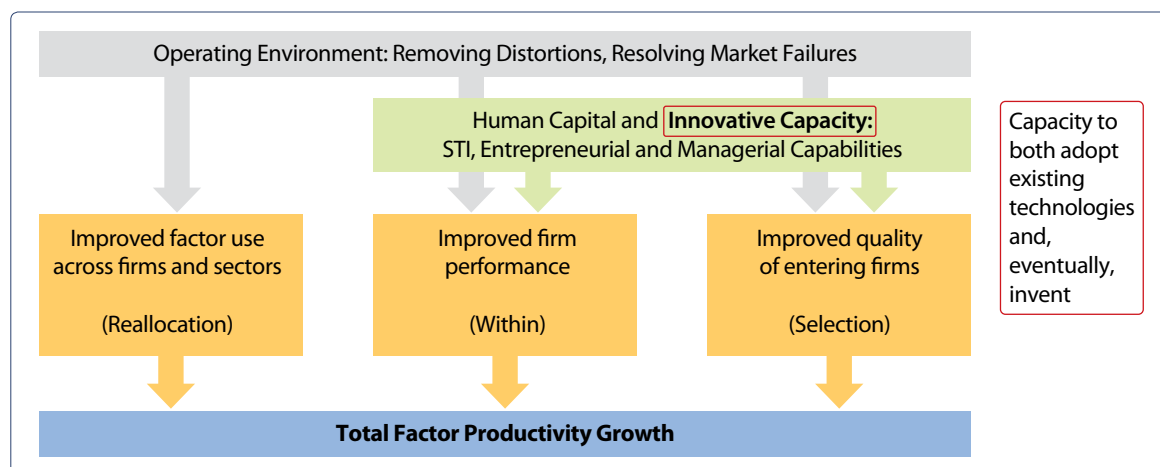 Operating Environment: Removing Distortions, Resolving Market Failures
Human Capital and Innovative Capacity:
STI, Entrepreneurial and Managerial Capabilities
Capacity to
both adopt
existing
technologies
and,
eventually,
invent
Improved factor use
across firms and sectors
(Reallocation)
Improved firm
performance
(Within)
Improved quality
of entering firms
(Selection)
Total Factor Productivity Growth